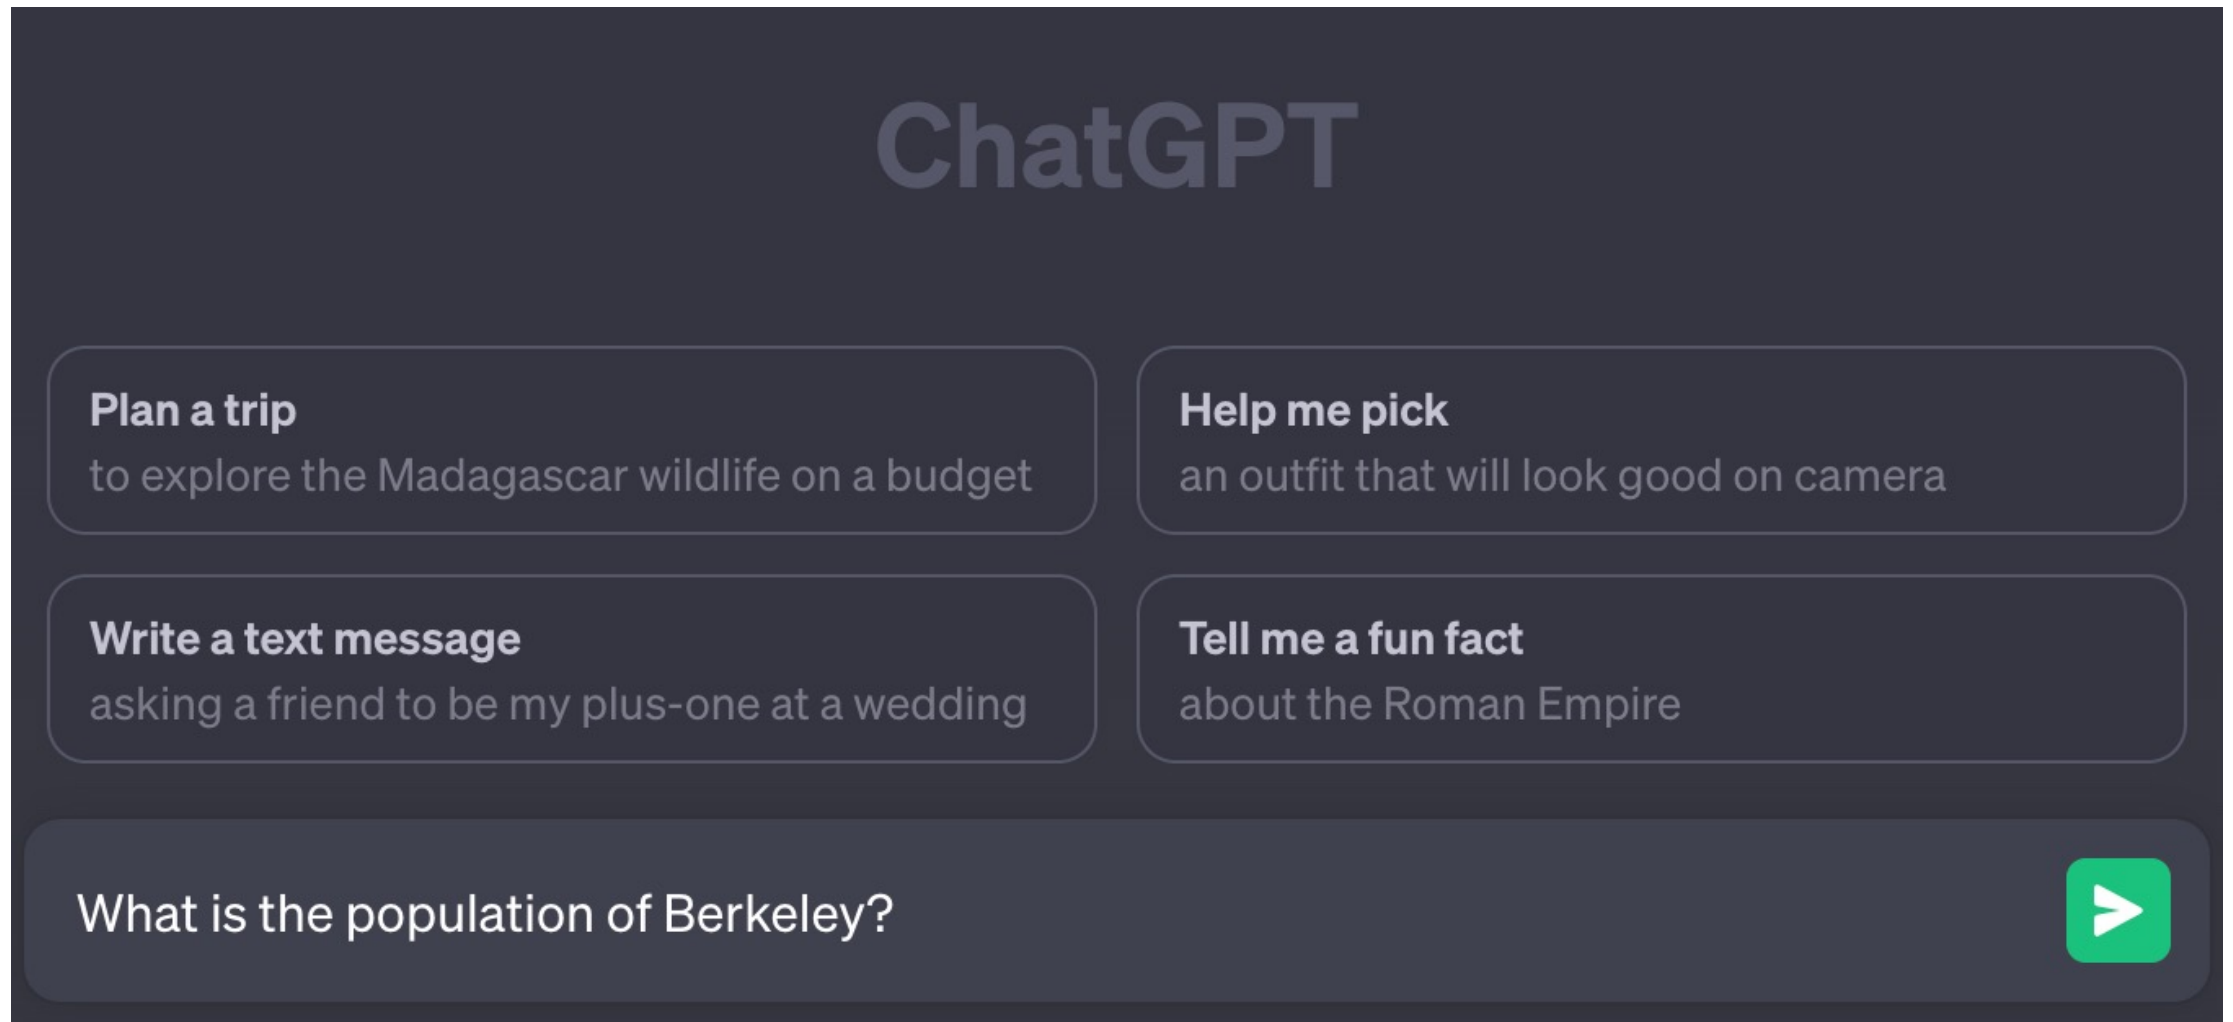 ChatGPT
Plan a trip
to explore the Madagascar wildlife on a budget
Help me pick
an outfit that will look good on camera
Write a text message
asking a friend to be my plus-one at a wedding
Tell me a fun fact
about the Roman Empire
What is the population of Berkeley?